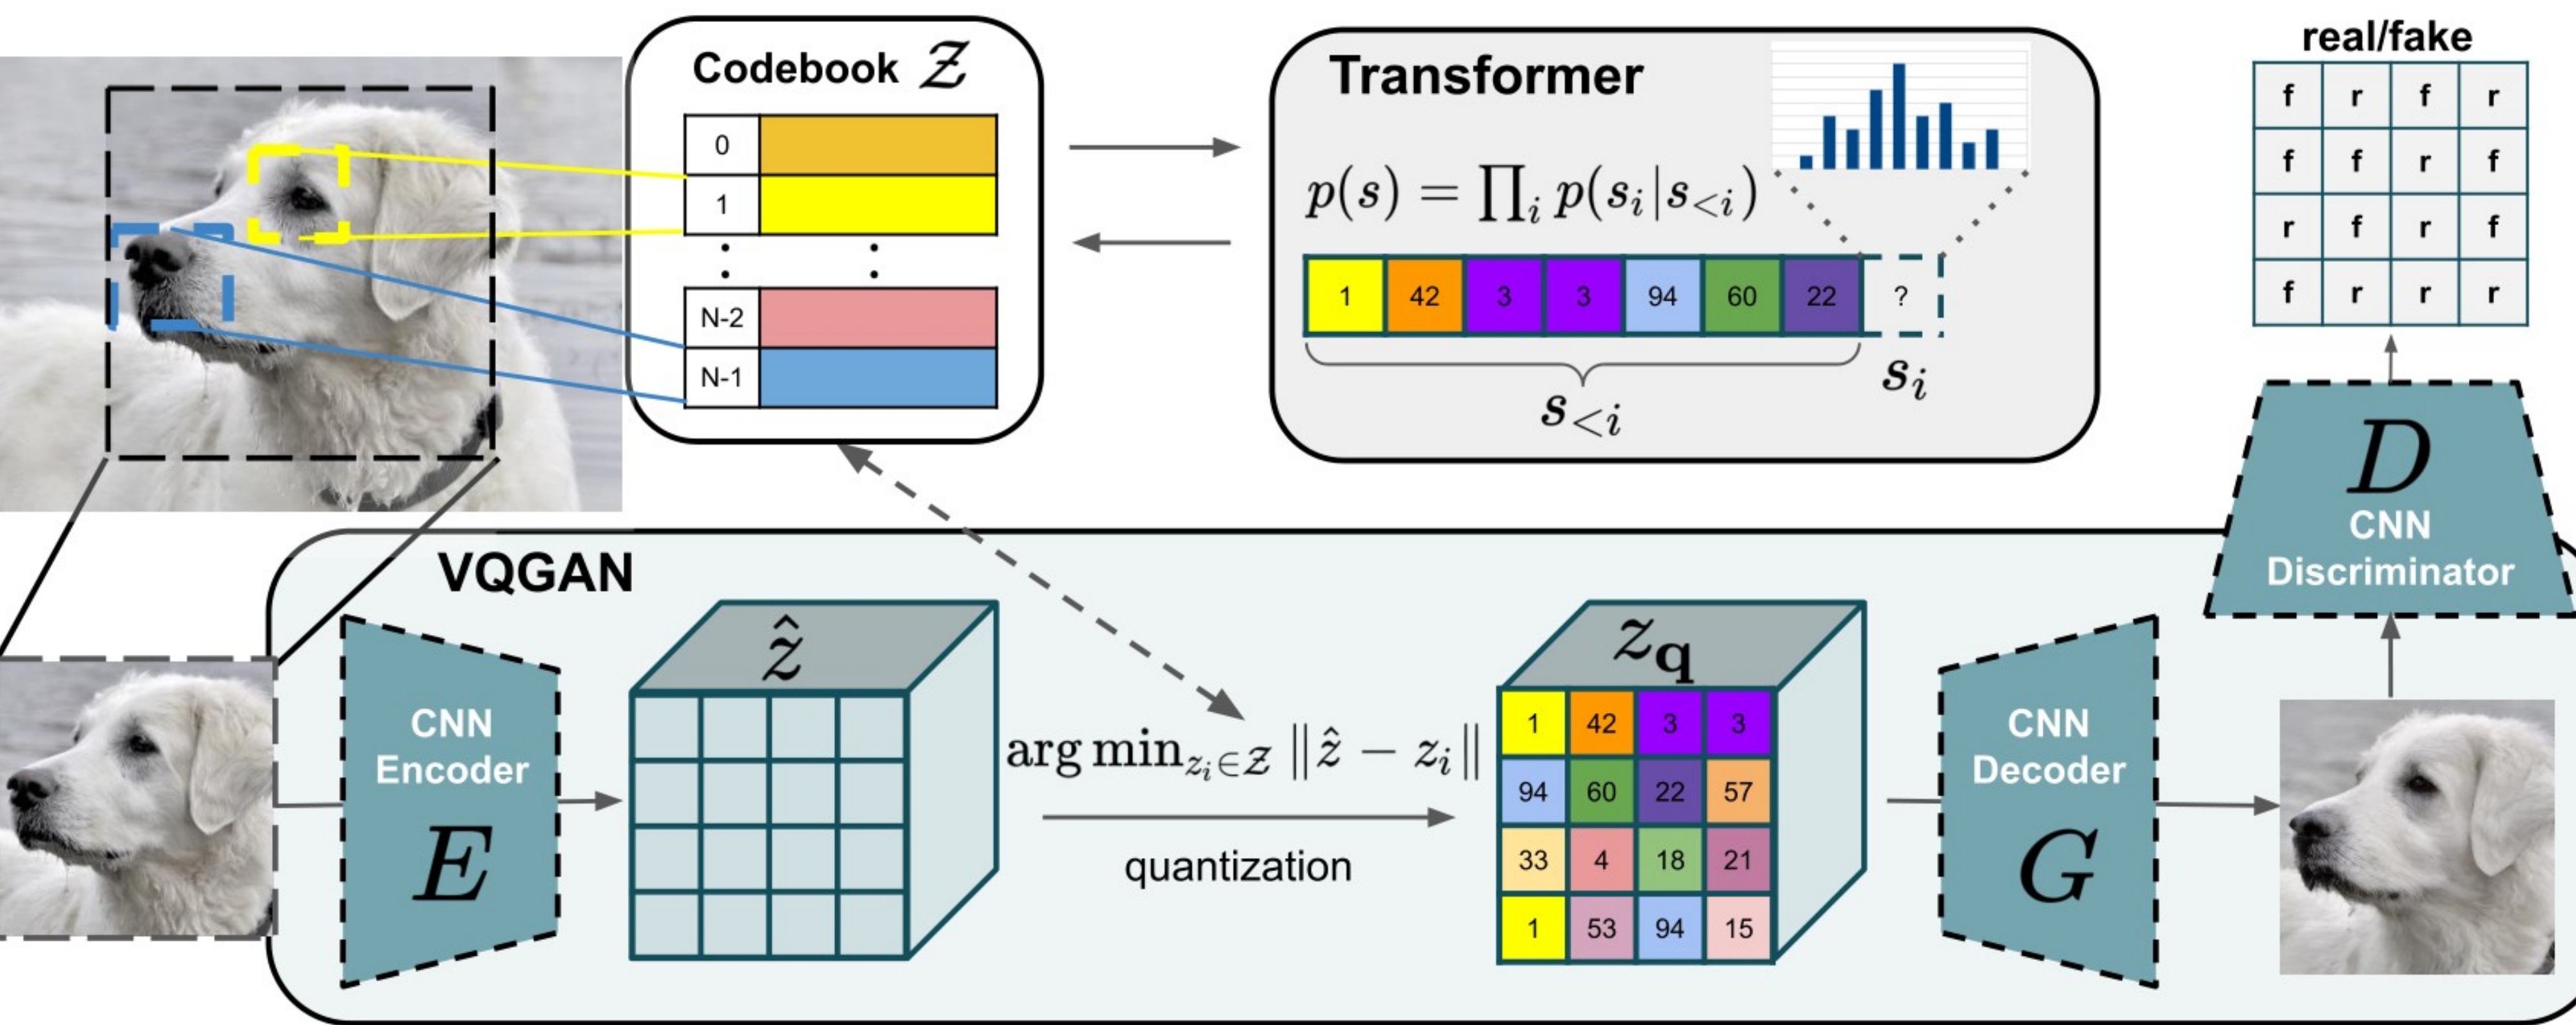 Codebook 𝒵
0
1
N-2
N-1
Transformer
p(s) = ∏ᵢ p(sᵢ|s<ᵢ)
1 42 3 3 94 60 22 ?
s<ᵢ sᵢ
real/fake
f r f r
f f r f
r f r f
f r r r
D
CNN
Discriminator
VQGAN
CNN
Encoder
E
ẑ
arg min_{zᵢ∈𝒵} ‖ẑ − zᵢ‖
quantization
z_q
1 42 3 3
94 60 22 57
33 4 18 21
1 53 94 15
CNN
Decoder
G